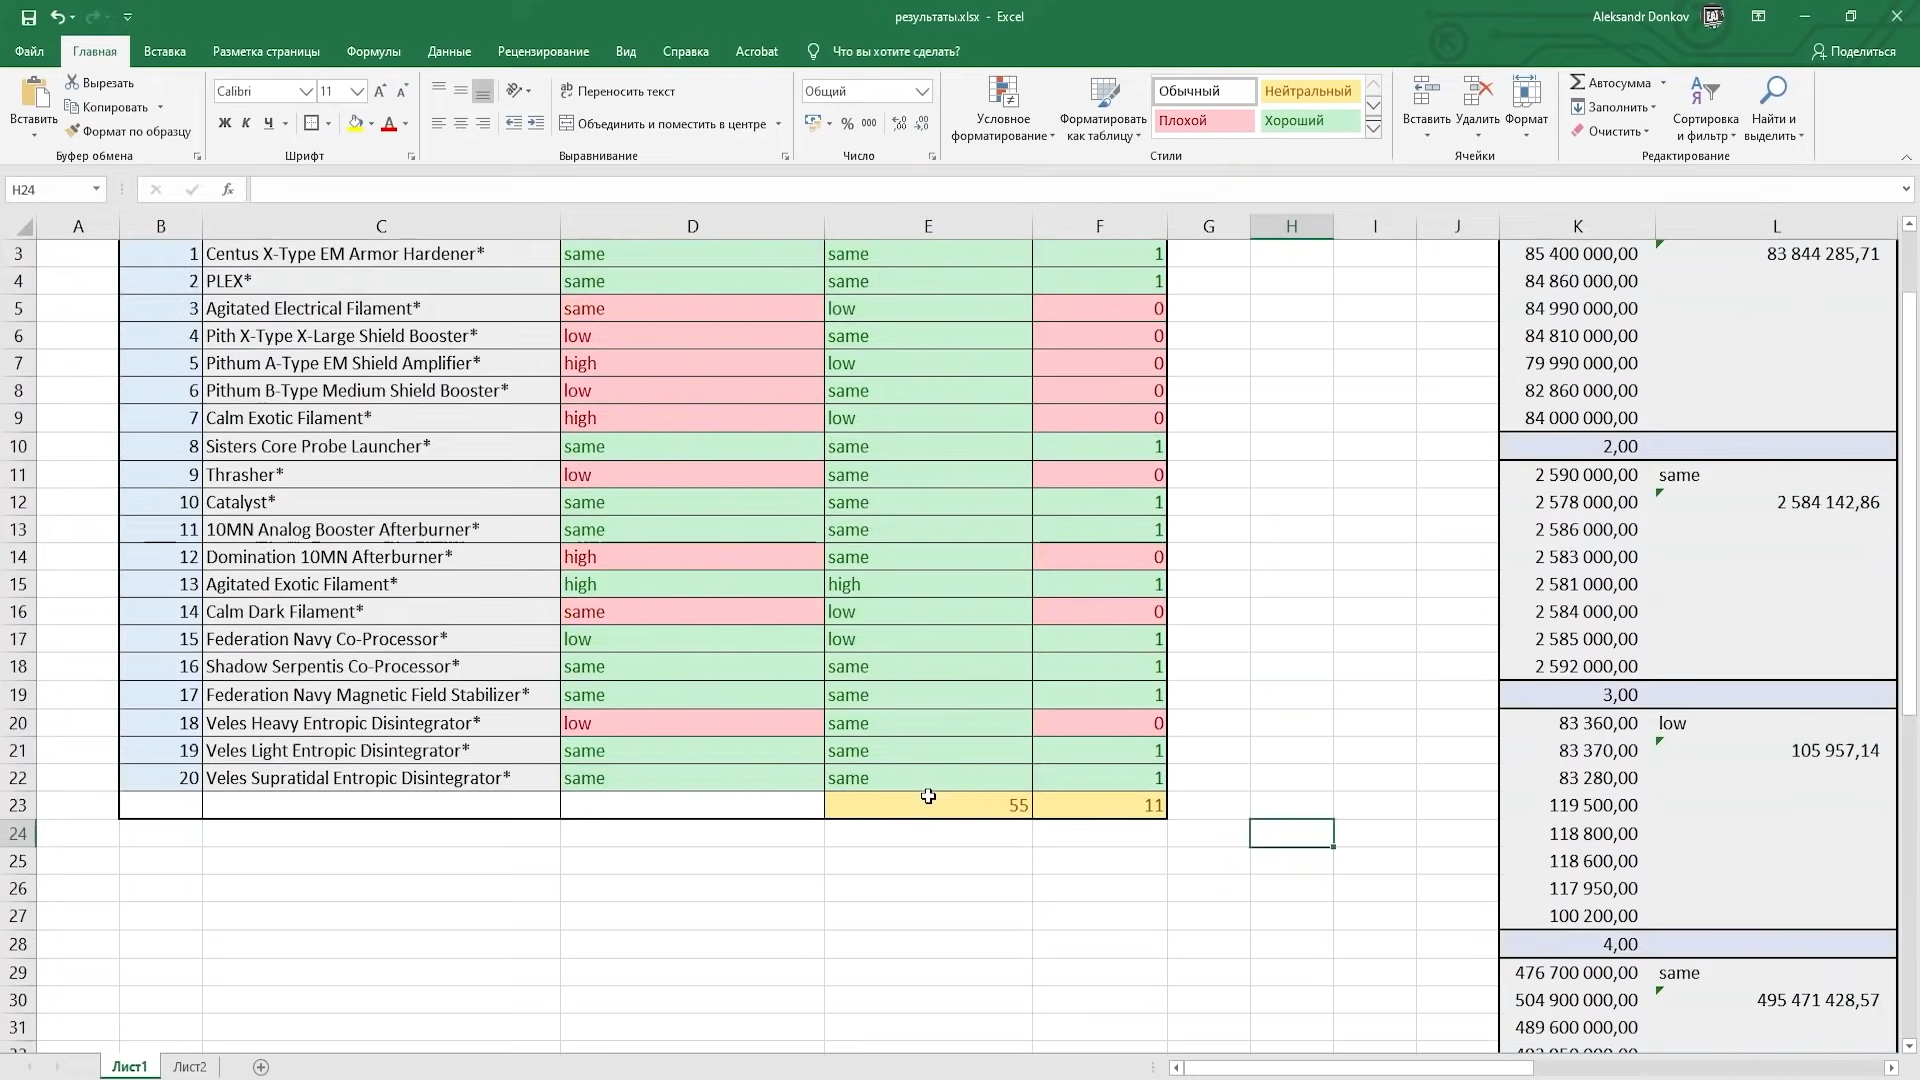 результаты.xlsx - Excel
Aleksandr Donkov
Файл Главная Вставка Разметка страницы Формулы Данные Рецензирование Вид Справка Acrobat Что вы хотите сделать? Поделиться
Вставить
Вырезать
Копировать
Формат по образцу
Буфер обмена
Calibri 11
Ж К Ч
Шрифт
Переносить текст
Объединить и поместить в центре
Выравнивание
Общий
% 000
Число
Условное форматирование
Форматировать как таблицу
Обычный Нейтральный
Плохой Хороший
Стили
Вставить Удалить Формат
Ячейки
Автосумма
Заполнить
Очистить
Сортировка и фильтр
Найти и выделить
Редактирование
H24 fx
A B C D E F G H I J K L
3 1 Centus X-Type EM Armor Hardener* same same 1 85 400 000,00 83 844 285,71
4 2 PLEX* same same 1 84 860 000,00
5 3 Agitated Electrical Filament* same low 0 84 990 000,00
6 4 Pith X-Type X-Large Shield Booster* low same 0 84 810 000,00
7 5 Pithum A-Type EM Shield Amplifier* high low 0 79 990 000,00
8 6 Pithum B-Type Medium Shield Booster* low same 0 82 860 000,00
9 7 Calm Exotic Filament* high low 0 84 000 000,00
10 8 Sisters Core Probe Launcher* same same 1 2,00
11 9 Thrasher* low same 0 2 590 000,00 same
12 10 Catalyst* same same 1 2 578 000,00 2 584 142,86
13 11 10MN Analog Booster Afterburner* same same 1 2 586 000,00
14 12 Domination 10MN Afterburner* high same 0 2 583 000,00
15 13 Agitated Exotic Filament* high high 1 2 581 000,00
16 14 Calm Dark Filament* same low 0 2 584 000,00
17 15 Federation Navy Co-Processor* low low 1 2 585 000,00
18 16 Shadow Serpentis Co-Processor* same same 1 2 592 000,00
19 17 Federation Navy Magnetic Field Stabilizer* same same 1 3,00
20 18 Veles Heavy Entropic Disintegrator* low same 0 83 360,00 low
21 19 Veles Light Entropic Disintegrator* same same 1 83 370,00 105 957,14
22 20 Veles Supratidal Entropic Disintegrator* same same 1 83 280,00
23 55 11 119 500,00
24 118 800,00
25 118 600,00
26 117 950,00
27 100 200,00
28 4,00
29 476 700 000,00 same
30 504 900 000,00 495 471 428,57
31 489 600 000,00
Лист1 Лист2